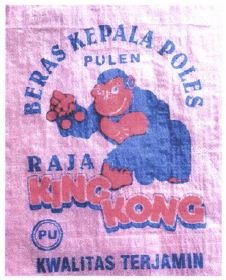 BERAS KEPALA POLES
PULEN
RAJA
KING
KONG
PU
KWALITAS TERJAMIN